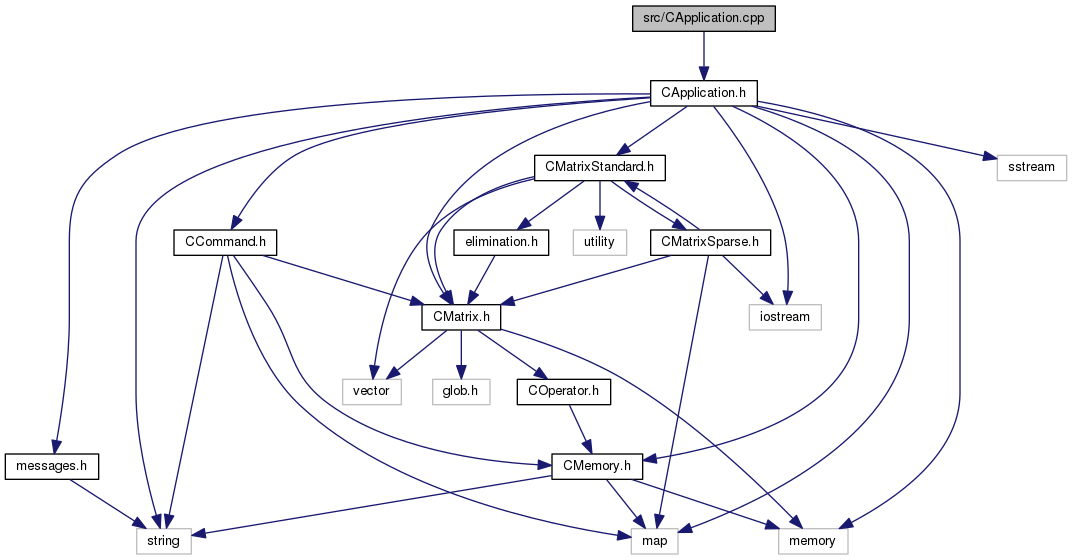 src/CApplication.cpp
CApplication.h
CMatrixStandard.h
sstream
CCommand.h
elimination.h
utility
CMatrixSparse.h
CMatrix.h
iostream
vector
glob.h
COperator.h
messages.h
CMemory.h
string
map
memory